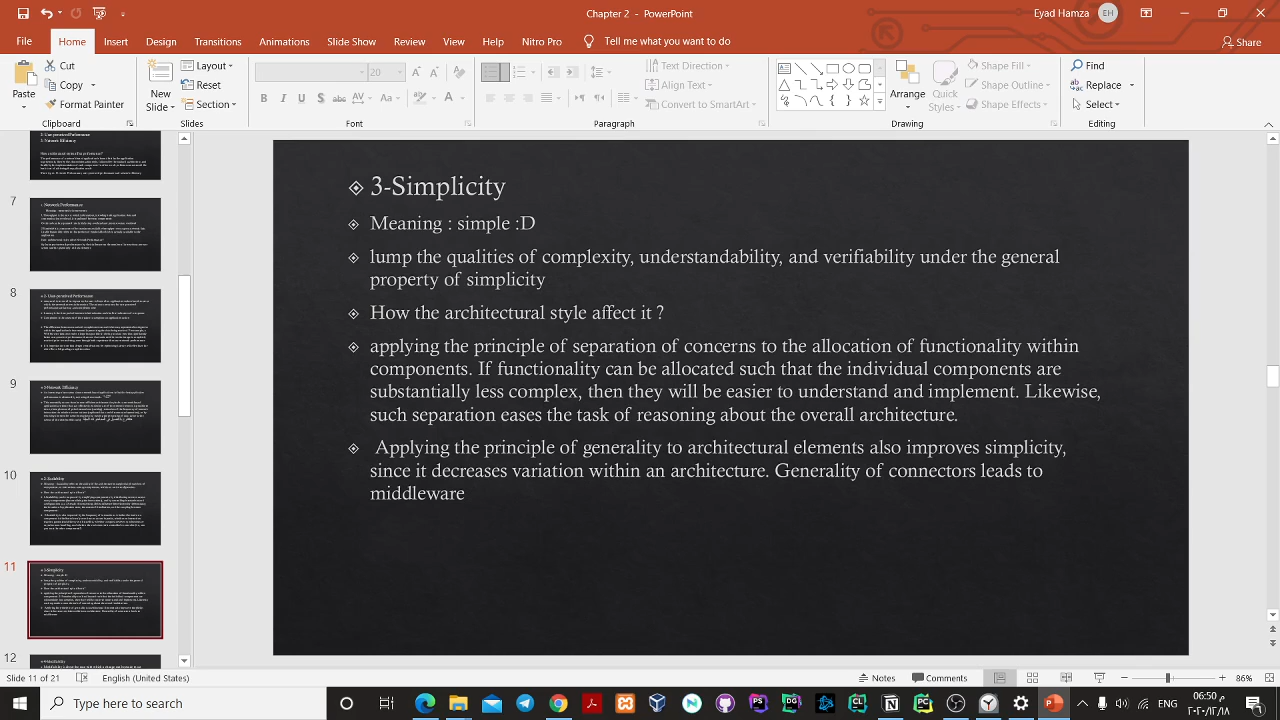 Chapter 2 - PowerPoint
Eyad Hamza
EH
File Home Insert Design Transitions Animations Slide Show Review View Help Nitro Pro Tell me what you want to do
Share
Paste
Cut
Copy
Format Painter
Clipboard
New Slide
Layout
Reset
Section
Slides
20
Font
Text Direction
Align Text
Convert to SmartArt
Paragraph
Arrange
Quick Styles
Shape Fill
Shape Outline
Shape Effects
Drawing
Find
Replace
Select
Editing
7
8
9
10
11
12
3-Simplicity
Meaning : simple :D
lump the qualities of complexity, understandability, and verifiability under the general
property of simplicity
How the architectural style affect it?
applying the principle of separation of concerns to the allocation of functionality within
components. If functionality can be allocated such that the individual components are
substantially less complex, then they will be easier to understand and implement. Likewise,
such separation eases the task of reasoning about the overall architecture.
Applying the principle of generality to architectural elements also improves simplicity,
since it decreases variation within an architecture. Generality of connectors leads to
middleware
Slide 11 of 21
English (United States)
Notes
Comments
86%
Type here to search
ENG
06:50